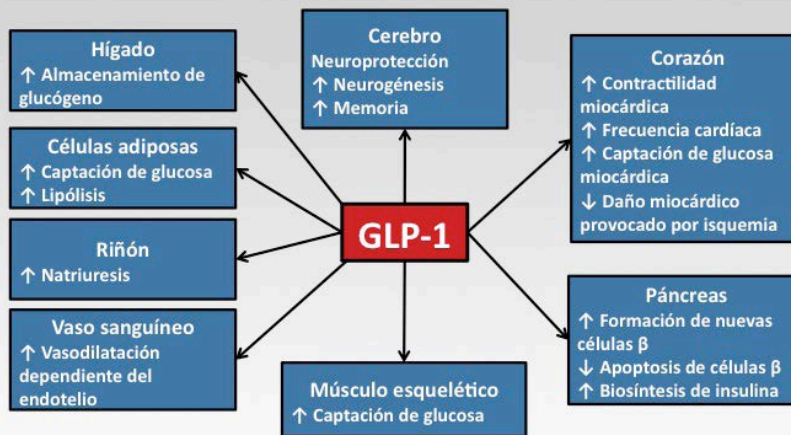 Hígado
↑ Almacenamiento de
glucógeno
Células adiposas
↑ Captación de glucosa
↑ Lipólisis
Riñón
↑ Natriuresis
Vaso sanguíneo
↑ Vasodilatación
dependiente del
endotelio
Cerebro
Neuroprotección
↑ Neurogénesis
↑ Memoria
GLP-1
Músculo esquelético
↑ Captación de glucosa
Corazón
↑ Contractilidad
miocárdica
↑ Frecuencia cardíaca
↑ Captación de glucosa
miocárdica
↓ Daño miocárdico
provocado por isquemia
Páncreas
↑ Formación de nuevas
células β
↓ Apoptosis de células β
↑ Biosíntesis de insulina